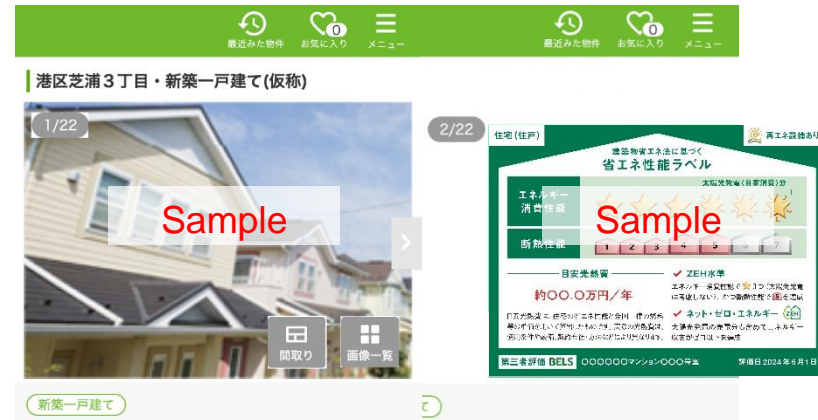 最近みた物件 お気に入り 0 メニュー
港区芝浦３丁目・新築一戸建て(仮称)
1/22
Sample
間取り 画像一覧
新築一戸建て
最近みた物件 お気に入り 0 メニュー
2/22
住宅(住戸)
再エネ設備あり
建築物省エネ法に基づく
省エネ性能ラベル
太陽光発電(自家消費)分
エネルギー
消費性能
Sample
断熱性能 1 2 3 4 5 6 7
目安光熱費
約〇〇.〇万円/年
✓ ZEH水準
✓ ネット・ゼロ・エネルギー (ZEH)
第三者評価 BELS 〇〇〇〇〇〇マンション〇〇〇号室 評価日2024年6月1日
て